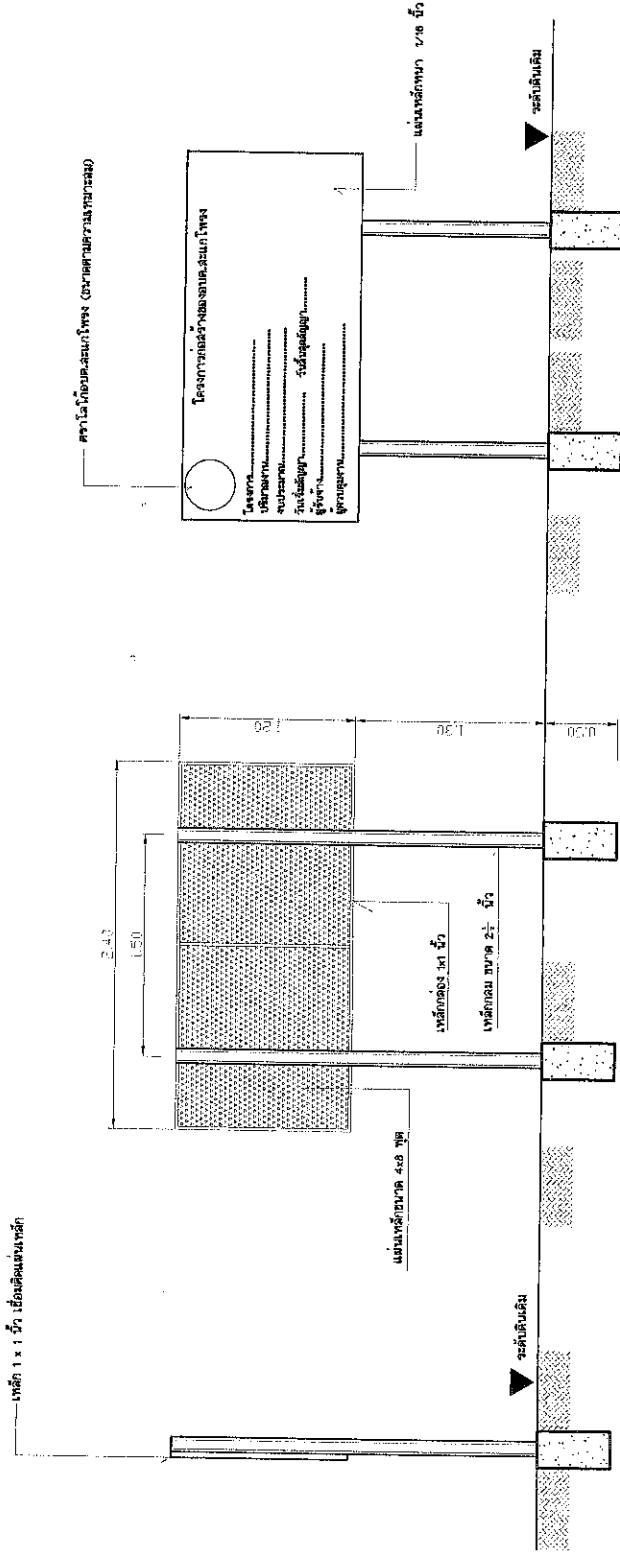 เหล็ก 1 x 1 นิ้ว เชื่อมติดแผ่นเหล็ก
ระดับดินเดิม
2.40
1.50
1.20
1.30
0.50
แผ่นเหล็กขนาด 4x8 ฟุต
เหล็กกล่อง 1x1 นิ้ว
เหล็กกลม ขนาด 2½ นิ้ว
ตราโลโก้อบต.สะแกโพรง (ขนาดตามความเหมาะสม)
โครงการก่อสร้างของอบต.สะแกโพรง
โครงการ....................
ปริมาณงาน....................
งบประมาณ....................
วันเริ่มสัญญา.................... วันสิ้นสุดสัญญา..........
ผู้รับจ้าง....................
ผู้ควบคุมงาน....................
แผ่นเหล็กหนา 1/16 นิ้ว
ระดับดินเดิม